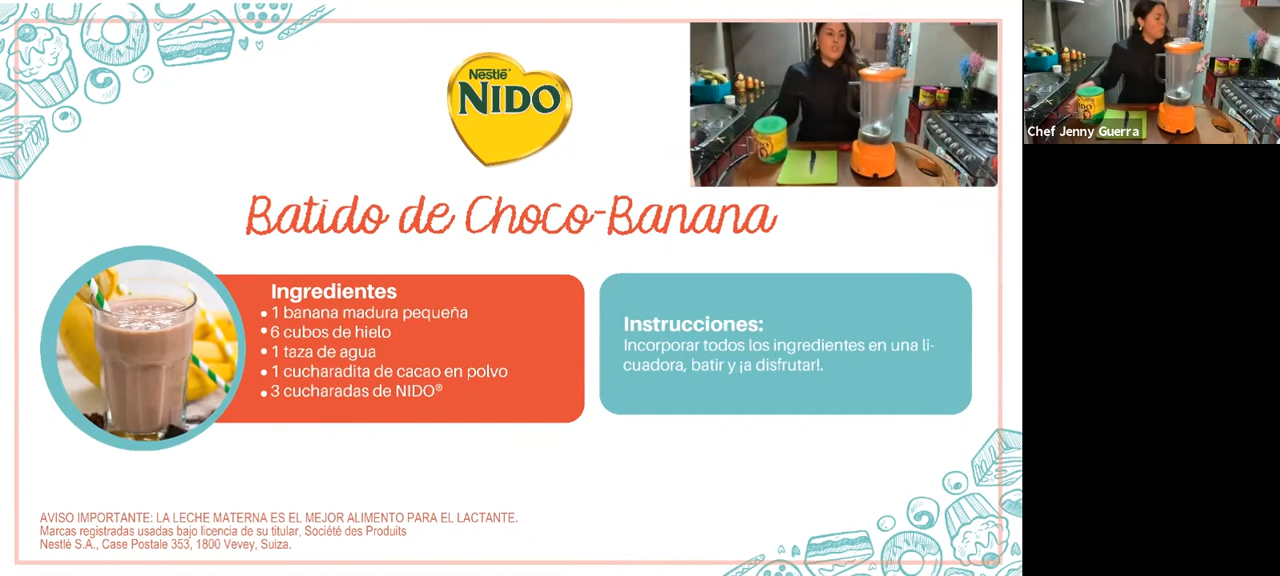 Nestlé
NIDO
Chef Jenny Guerra
Batido de Choco-Banana
Ingredientes
• 1 banana madura pequeña
• 6 cubos de hielo
• 1 taza de agua
• 1 cucharadita de cacao en polvo
• 3 cucharadas de NIDO®
Instrucciones:
Incorporar todos los ingredientes en una li-
cuadora, batir y ¡a disfrutar!.
AVISO IMPORTANTE: LA LECHE MATERNA ES EL MEJOR ALIMENTO PARA EL LACTANTE.
Marcas registradas usadas bajo licencia de su titular, Société des Produits
Nestlé S.A., Case Postale 353, 1800 Vevey, Suiza.